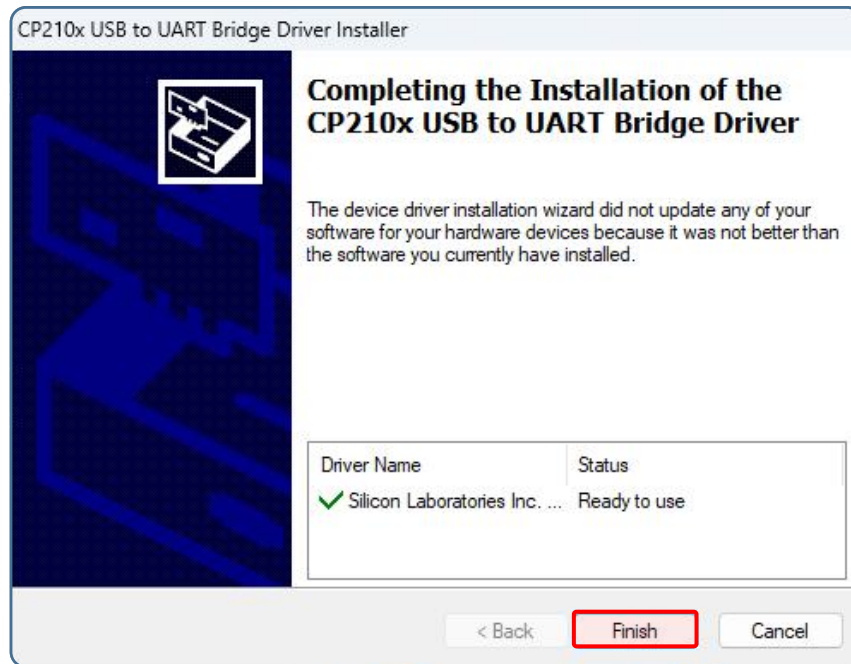 CP210x USB to UART Bridge Driver Installer
Completing the Installation of the
CP210x USB to UART Bridge Driver
The device driver installation wizard did not update any of your
software for your hardware devices because it was not better than
the software you currently have installed.
Driver Name Status
Silicon Laboratories Inc. ... Ready to use
< Back Finish Cancel